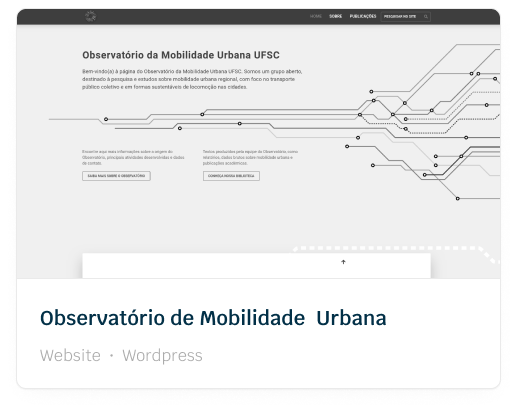 HOME SOBRE PUBLICAÇÕES PESQUISAR NO SITE
Observatório da Mobilidade Urbana UFSC
Bem-vindo(a) à página do Observatório da Mobilidade Urbana UFSC. Somos um grupo aberto,
destinado à pesquisa e estudos sobre mobilidade urbana e regional, com foco no transporte
público coletivo e em formas sustentáveis de locomoção nas cidades.
Encontre aqui mais informações sobre a origem do
Observatório, principais atividades desenvolvidas e dados
de contato.
SAIBA MAIS SOBRE O OBSERVATÓRIO
Textos produzidos pela equipe do Observatório como
relatórios, dados brutos sobre mobilidade urbana e
características.
CONHEÇA NOSSA BIBLIOTECA
Observatório de Mobilidade Urbana
Website · Wordpress